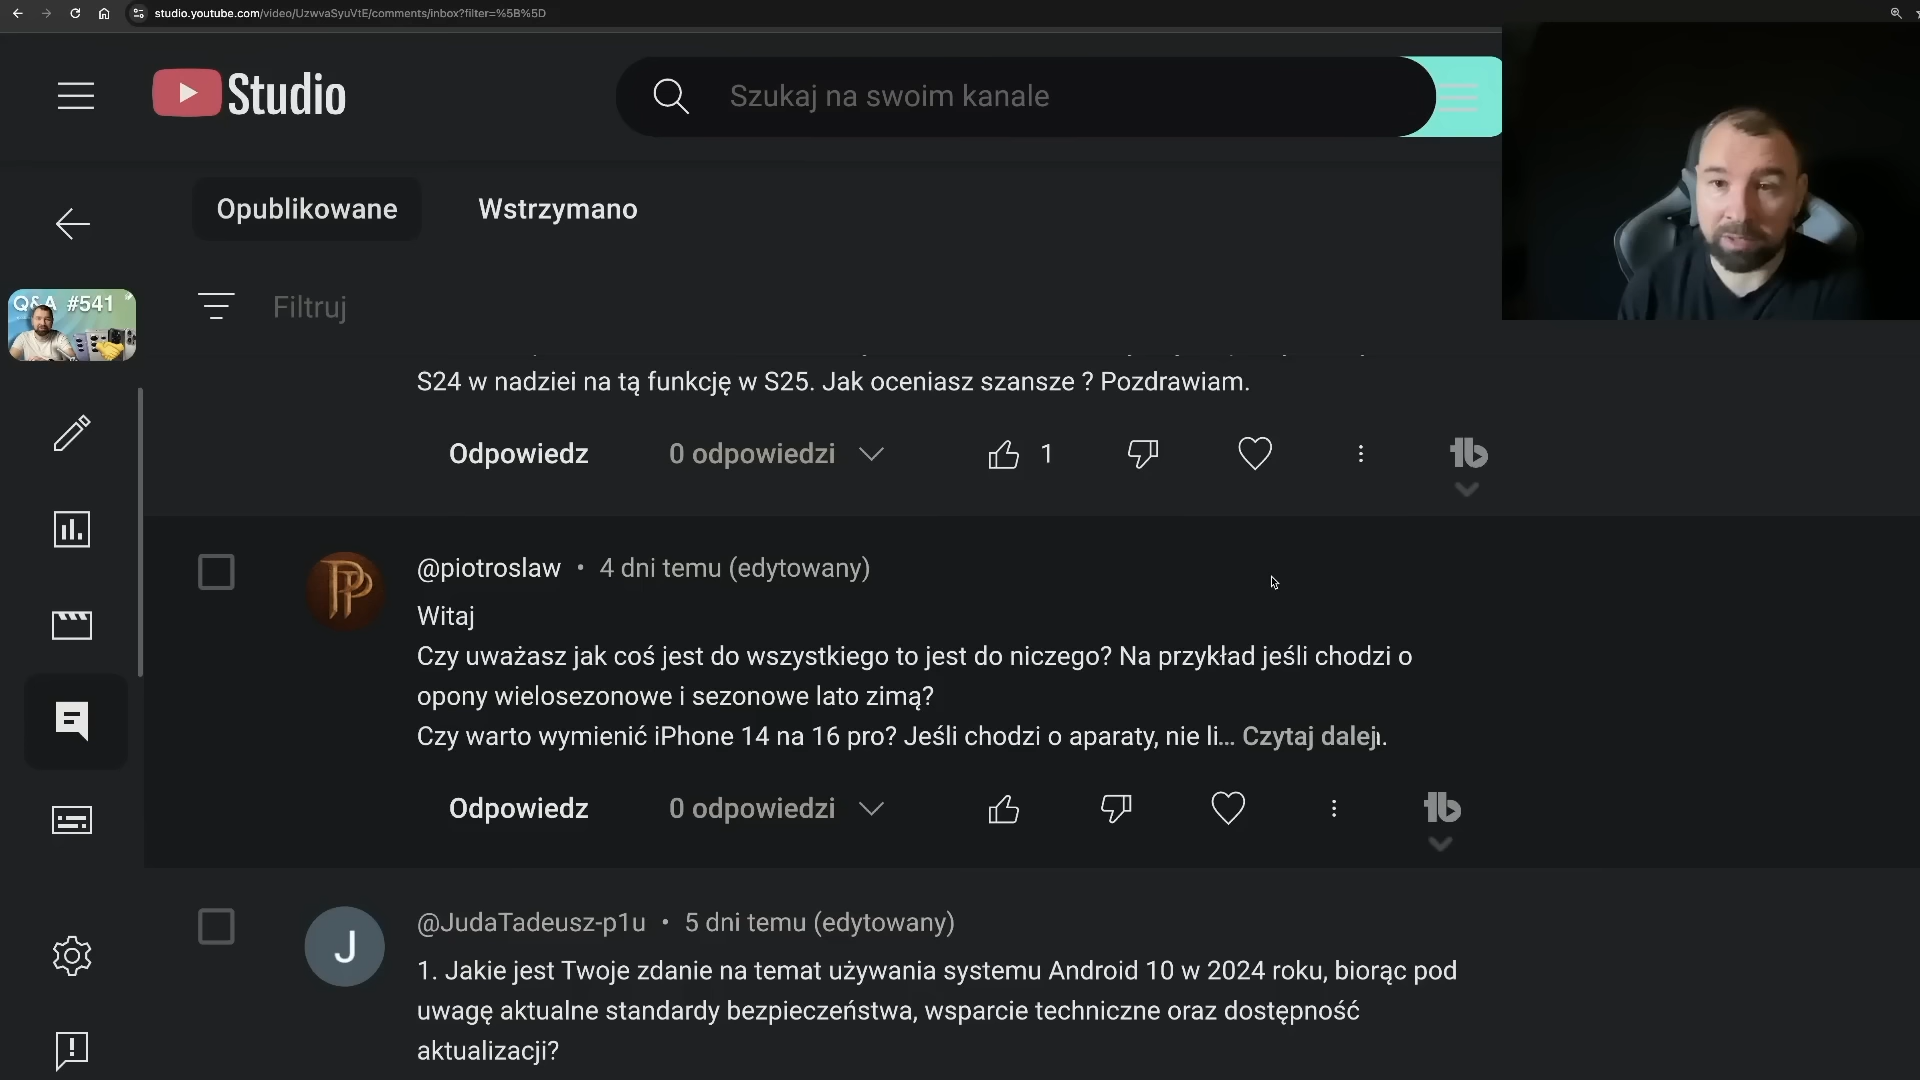 studio.youtube.com/video/UzwvaSyuVtE/comments/inbox?filter=%5B%5D
Studio
Szukaj na swoim kanale
Opublikowane
Wstrzymano
Q&A #541
Filtruj
S24 w nadziei na tą funkcję w S25. Jak oceniasz szansze ? Pozdrawiam.
Odpowiedz
0 odpowiedzi
1
@piotroslaw • 4 dni temu (edytowany)
Witaj
Czy uważasz jak coś jest do wszystkiego to jest do niczego? Na przykład jeśli chodzi o
opony wielosezonowe i sezonowe lato zimą?
Czy warto wymienić iPhone 14 na 16 pro? Jeśli chodzi o aparaty, nie li… Czytaj dalej
Odpowiedz
0 odpowiedzi
J
@JudaTadeusz-p1u • 5 dni temu (edytowany)
1. Jakie jest Twoje zdanie na temat używania systemu Android 10 w 2024 roku, biorąc pod
uwagę aktualne standardy bezpieczeństwa, wsparcie techniczne oraz dostępność
aktualizacji?